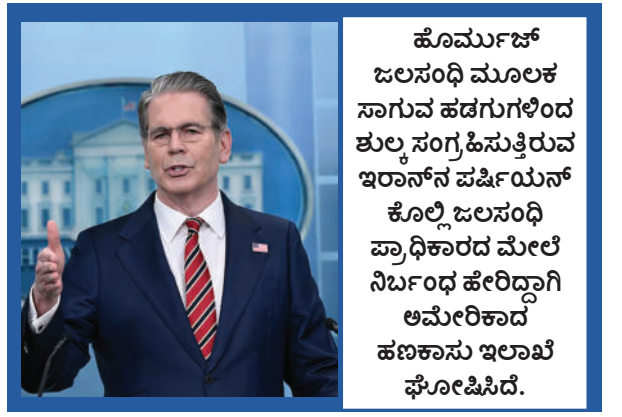 ಹೊರ್ಮುಜ್
ಜಲಸಂಧಿ ಮೂಲಕ
ಸಾಗುವ ಹಡಗುಗಳಿಂದ
ಶುಲ್ಕ ಸಂಗ್ರಹಿಸುತ್ತಿರುವ
ಇರಾನ್‌ನ ಪರ್ಷಿಯನ್
ಕೊಲ್ಲಿ ಜಲಸಂಧಿ
ಪ್ರಾಧಿಕಾರದ ಮೇಲೆ
ನಿರ್ಬಂಧ ಹೇರಿದ್ದಾಗಿ
ಅಮೇರಿಕಾದ
ಹಣಕಾಸು ಇಲಾಖೆ
ಘೋಷಿಸಿದೆ.